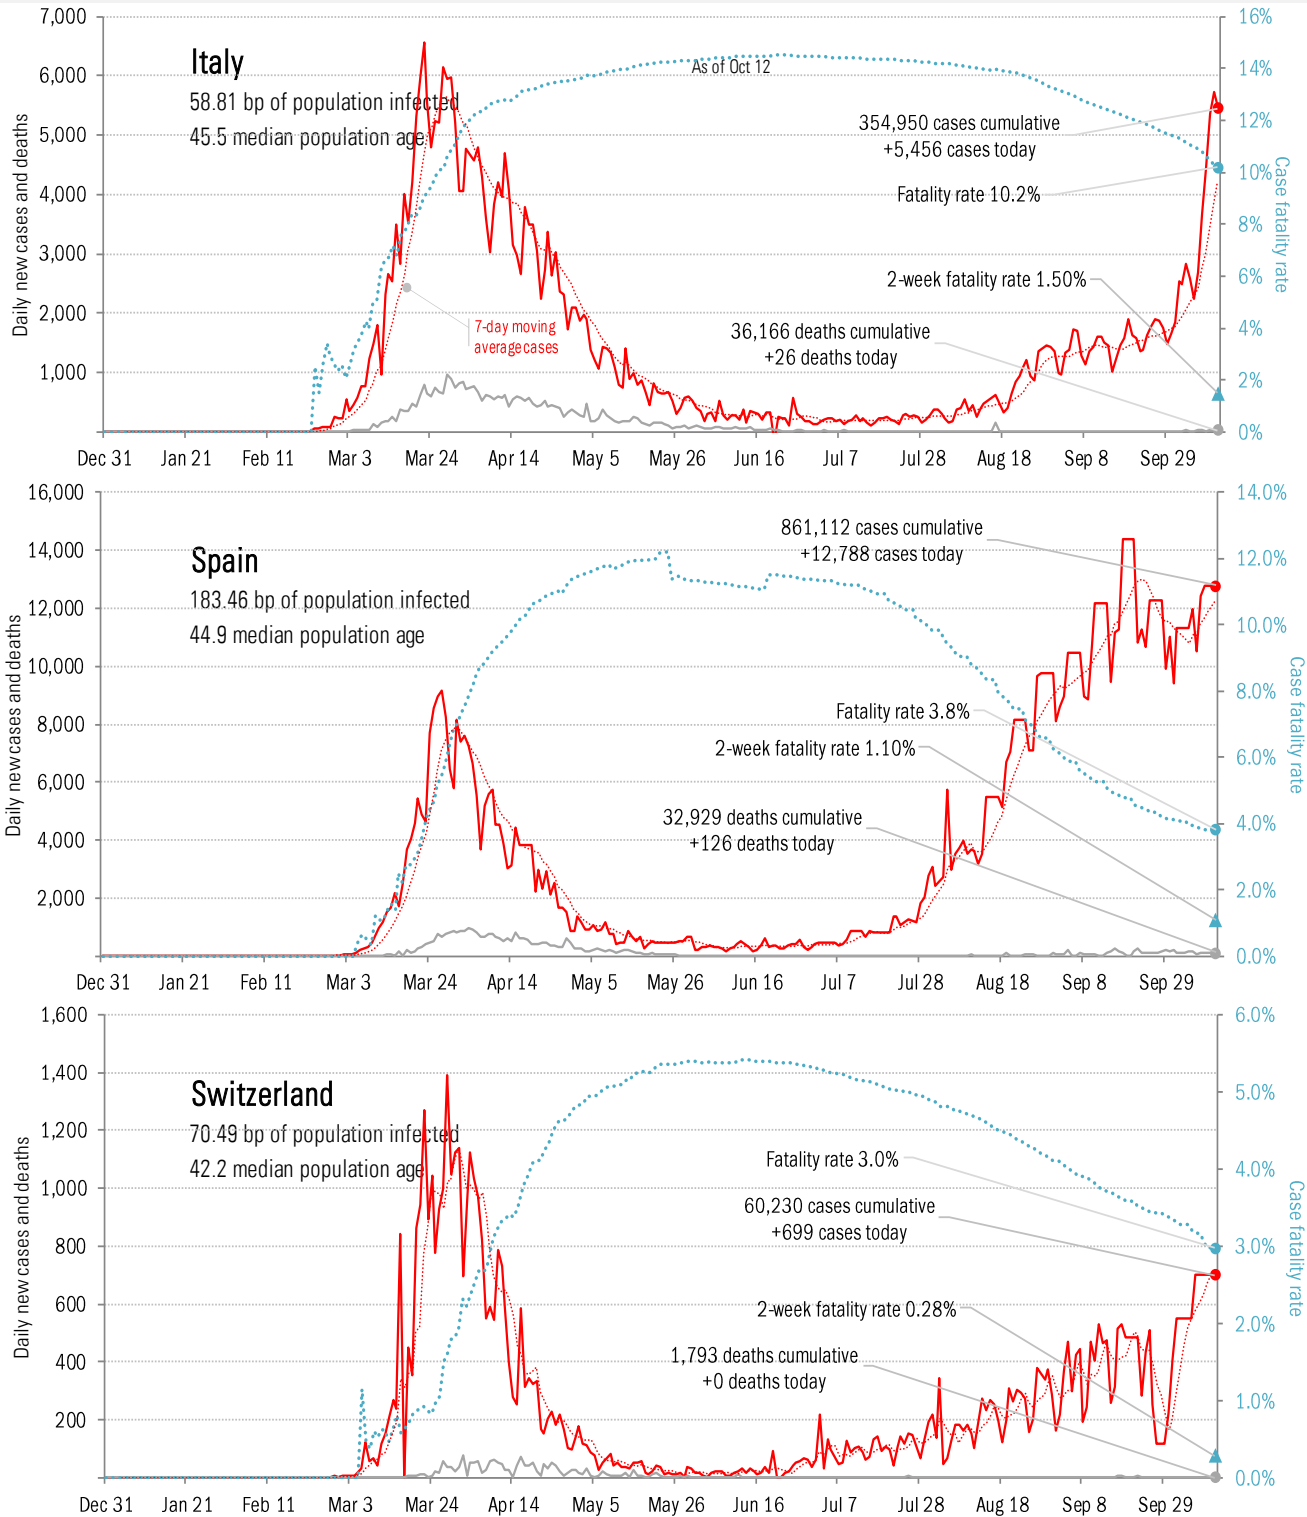 7,000
6,000
5,000
4,000
3,000
2,000
1,000
Daily new cases and deaths
Italy
58.81 bp of population infected
45.5 median population age
As of Oct 12
354,950 cases cumulative
+5,456 cases today
Fatality rate 10.2%
2-week fatality rate 1.50%
36,166 deaths cumulative
+26 deaths today
7-day moving
average cases
16%
14%
12%
10%
8%
6%
4%
2%
0%
Case fatality rate
Dec 31 Jan 21 Feb 11 Mar 3 Mar 24 Apr 14 May 5 May 26 Jun 16 Jul 7 Jul 28 Aug 18 Sep 8 Sep 29
16,000
14,000
12,000
10,000
8,000
6,000
4,000
2,000
Daily new cases and deaths
Spain
183.46 bp of population infected
44.9 median population age
861,112 cases cumulative
+12,788 cases today
Fatality rate 3.8%
2-week fatality rate 1.10%
32,929 deaths cumulative
+126 deaths today
14.0%
12.0%
10.0%
8.0%
6.0%
4.0%
2.0%
0.0%
Case fatality rate
Dec 31 Jan 21 Feb 11 Mar 3 Mar 24 Apr 14 May 5 May 26 Jun 16 Jul 7 Jul 28 Aug 18 Sep 8 Sep 29
1,600
1,400
1,200
1,000
800
600
400
200
Daily new cases and deaths
Switzerland
70.49 bp of population infected
42.2 median population age
Fatality rate 3.0%
60,230 cases cumulative
+699 cases today
2-week fatality rate 0.28%
1,793 deaths cumulative
+0 deaths today
6.0%
5.0%
4.0%
3.0%
2.0%
1.0%
0.0%
Case fatality rate
Dec 31 Jan 21 Feb 11 Mar 3 Mar 24 Apr 14 May 5 May 26 Jun 16 Jul 7 Jul 28 Aug 18 Sep 8 Sep 29